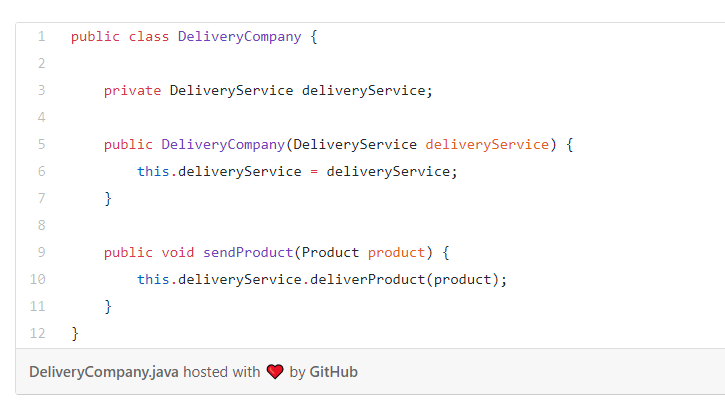 1 public class DeliveryCompany {
2
3     private DeliveryService deliveryService;
4
5     public DeliveryCompany(DeliveryService deliveryService) {
6         this.deliveryService = deliveryService;
7     }
8
9     public void sendProduct(Product product) {
10         this.deliveryService.deliverProduct(product);
11     }
12 }
DeliveryCompany.java hosted with ❤ by GitHub